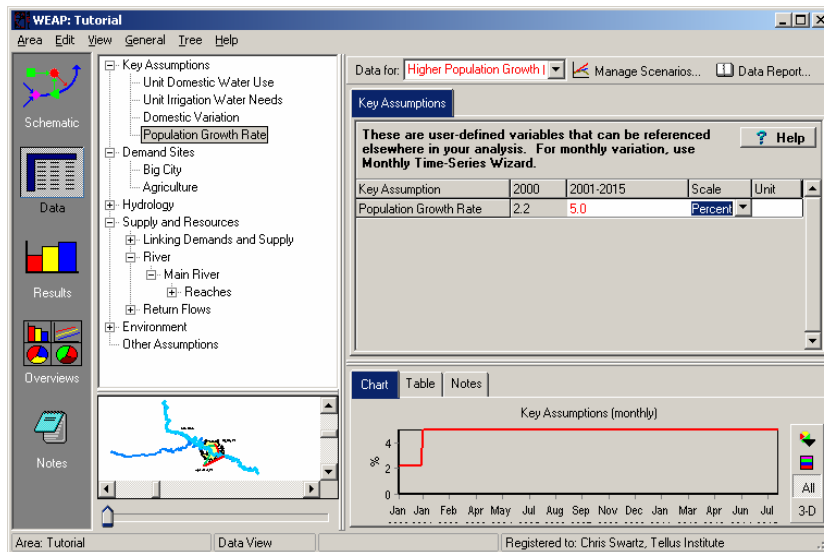 WEAP: Tutorial
Area Edit View General Tree Help
Schematic
Data
Results
Overviews
Notes
Key Assumptions
Unit Domestic Water Use
Unit Irrigation Water Needs
Domestic Variation
Population Growth Rate
Demand Sites
Big City
Agriculture
Hydrology
Supply and Resources
Linking Demands and Supply
River
Main River
Reaches
Return Flows
Environment
Other Assumptions
Data for: Higher Population Growth Manage Scenarios... Data Report...
Key Assumptions
These are user-defined variables that can be referenced
elsewhere in your analysis. For monthly variation, use
Monthly Time-Series Wizard.
Help
Key Assumption 2000 2001-2015 Scale Unit
Population Growth Rate 2.2 5.0 Percent
Chart Table Notes
Key Assumptions (monthly)
%
4
2
0
Jan Jan Feb Apr May Jul Aug Sep Nov Dec Jan Mar Apr Jun Jul
All
3-D
Area: Tutorial Data View Registered to: Chris Swartz, Tellus Institute